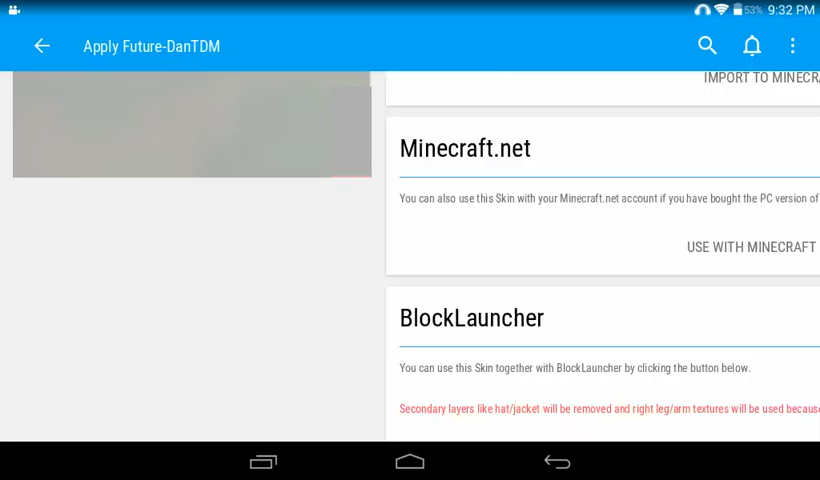 53% 9:32 PM
Apply Future-DanTDM
IMPORT TO MINECRA
Minecraft.net
You can also use this Skin with your Minecraft.net account if you have bought the PC version of
USE WITH MINECRAFT
BlockLauncher
You can use this Skin together with BlockLauncher by clicking the button below.
Secondary layers like hat/jacket will be removed and right leg/arm textures will be used because